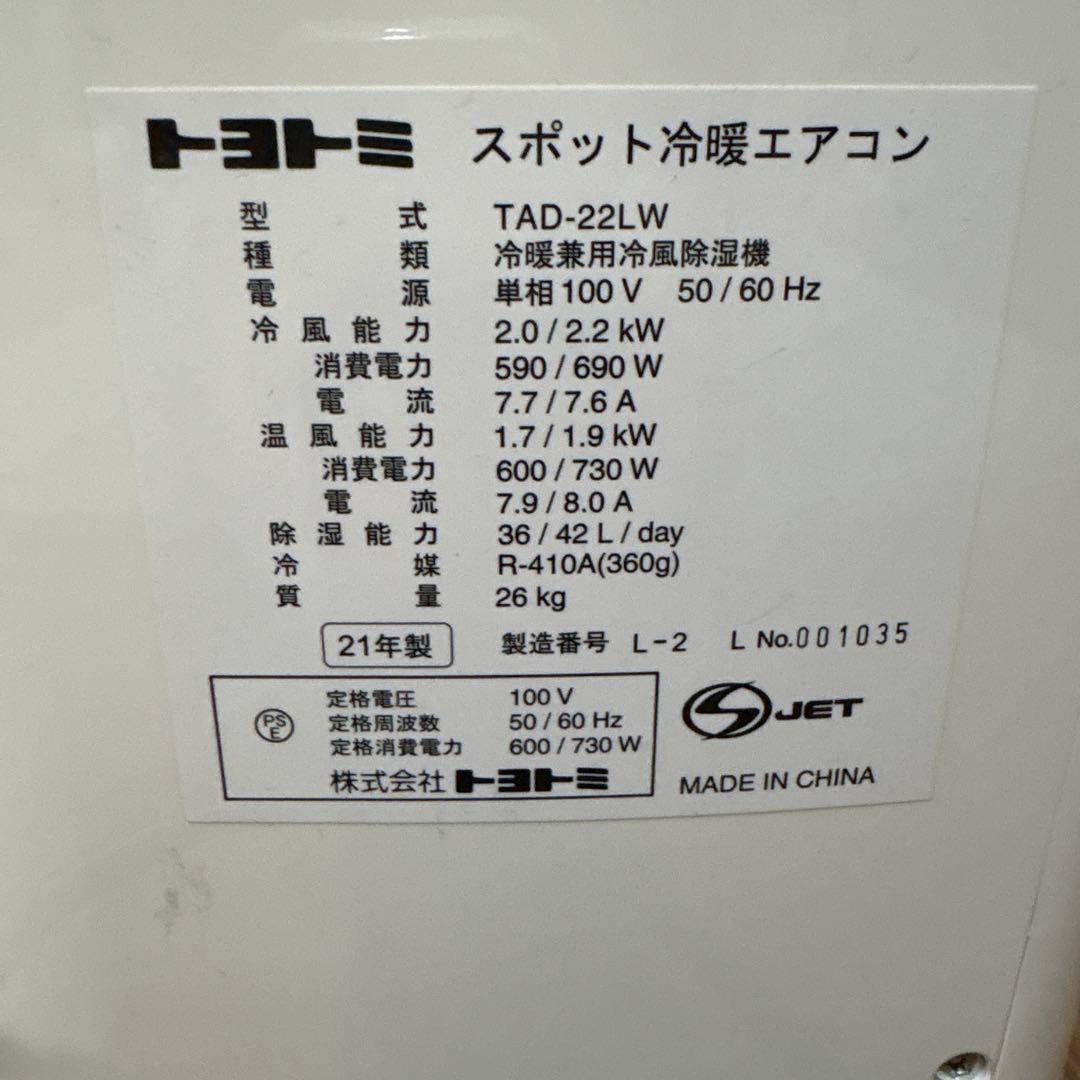 トヨトミ スポット冷暖エアコン
型式 TAD-22LW
種類 冷暖兼用冷風除湿機
電源 単相100 V 50 / 60 Hz
冷風能力 2.0 / 2.2 kW
消費電力 590 / 690 W
電流 7.7 / 7.6 A
温風能力 1.7 / 1.9 kW
消費電力 600 / 730 W
電流 7.9 / 8.0 A
除湿能力 36 / 42 L / day
冷媒 R-410A(360g)
質量 26 kg
21年製 製造番号 L-2 L No.001035
定格電圧 100 V
PS E 定格周波数 50 / 60 Hz
定格消費電力 600 / 730 W
株式会社トヨトミ
JET
MADE IN CHINA